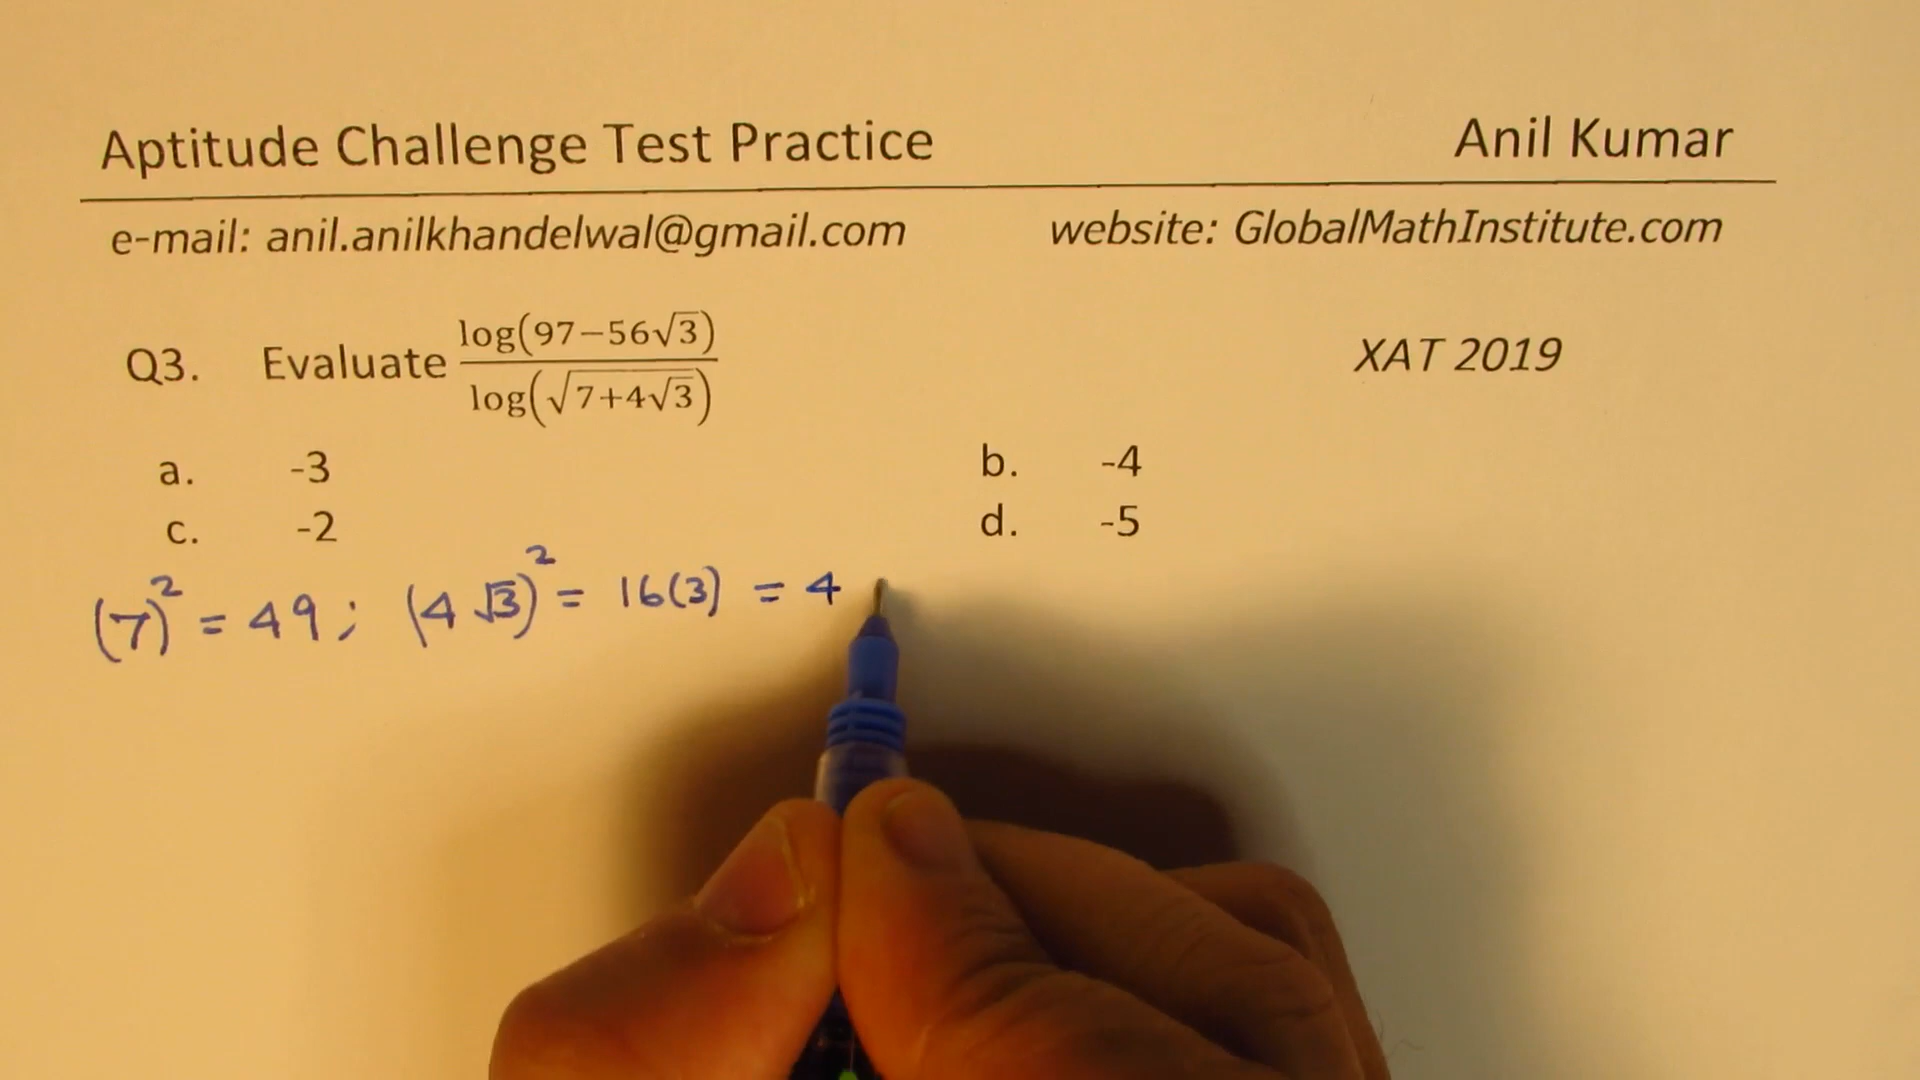 Aptitude Challenge Test Practice Anil Kumar
e-mail: anil.anilkhandelwal@gmail.com website: GlobalMathInstitute.com
Q3. Evaluate log(97−56√3)/log(√(7+4√3)) XAT 2019
a. -3 b. -4
c. -2 d. -5
(7)² = 49 ; (4√3)² = 16(3) = 4